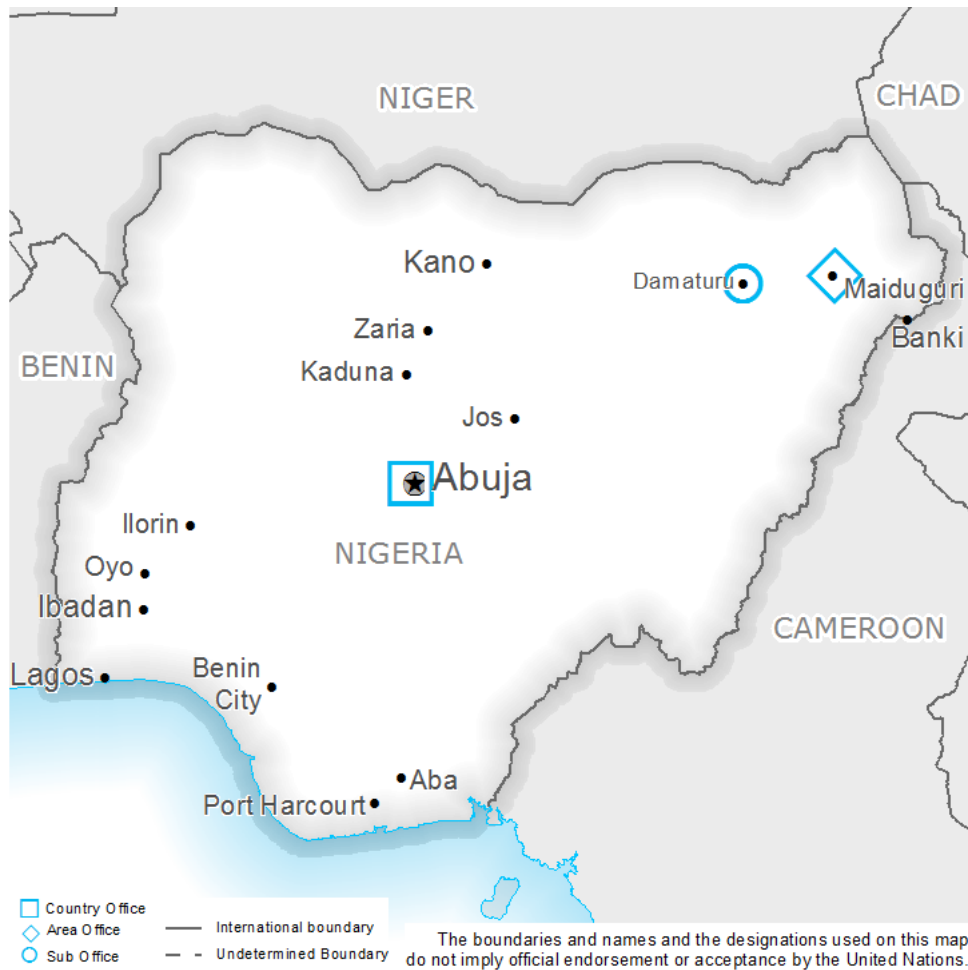 NIGER
CHAD
Kano
Damaturu
Maiduguri
Zaria
Banki
BENIN
Kaduna
Jos
Abuja
Ilorin
NIGERIA
Oyo
Ibadan
CAMEROON
Lagos
Benin
City
Aba
Port Harcourt
Country Office
Area Office
Sub Office
International boundary
Undetermined Boundary
The boundaries and names and the designations used on this map
do not imply official endorsement or acceptance by the United Nations.